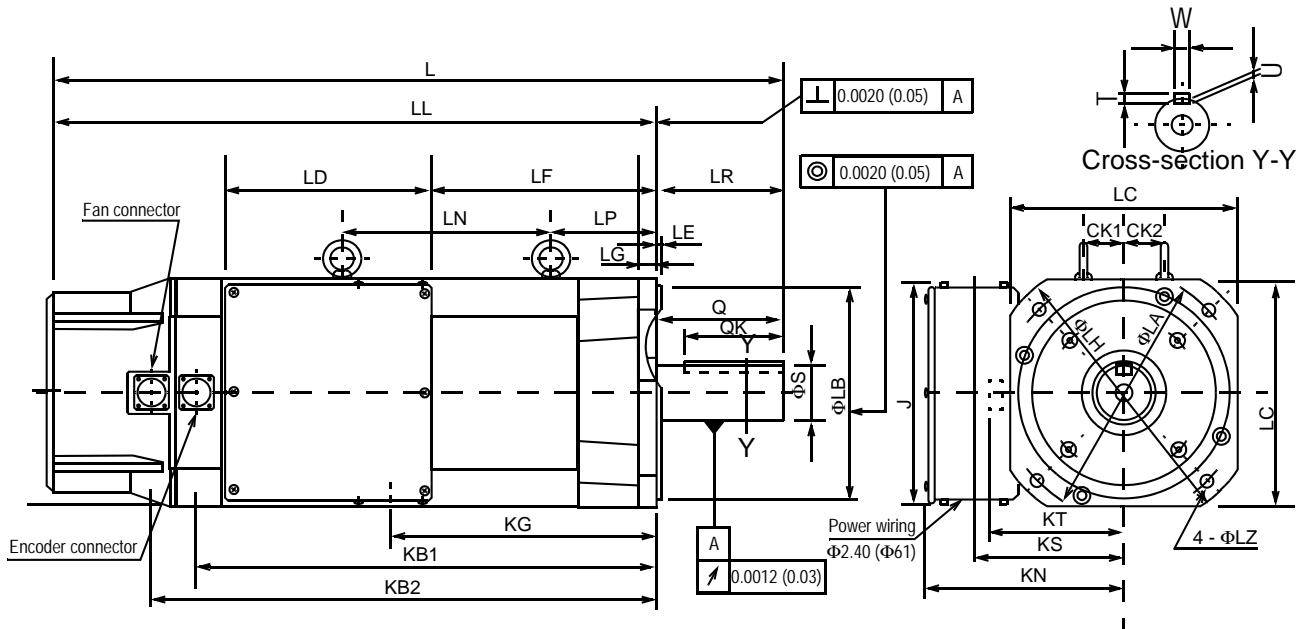 W
U
T
Cross-section Y-Y
L
LL
⊥ 0.0020 (0.05) A
◎ 0.0020 (0.05) A
LD
LF
LR
LC
Fan connector
LN
LP
LE
LG
CK1
CK2
Q
QK
Y
ΦS
ΦLB
J
ΦLH
ΦLA
LC
Y
Encoder connector
KG
KB1
KB2
A
↗ 0.0012 (0.03)
Power wiring
Φ2.40 (Φ61)
KT
KS
KN
4 - ΦLZ